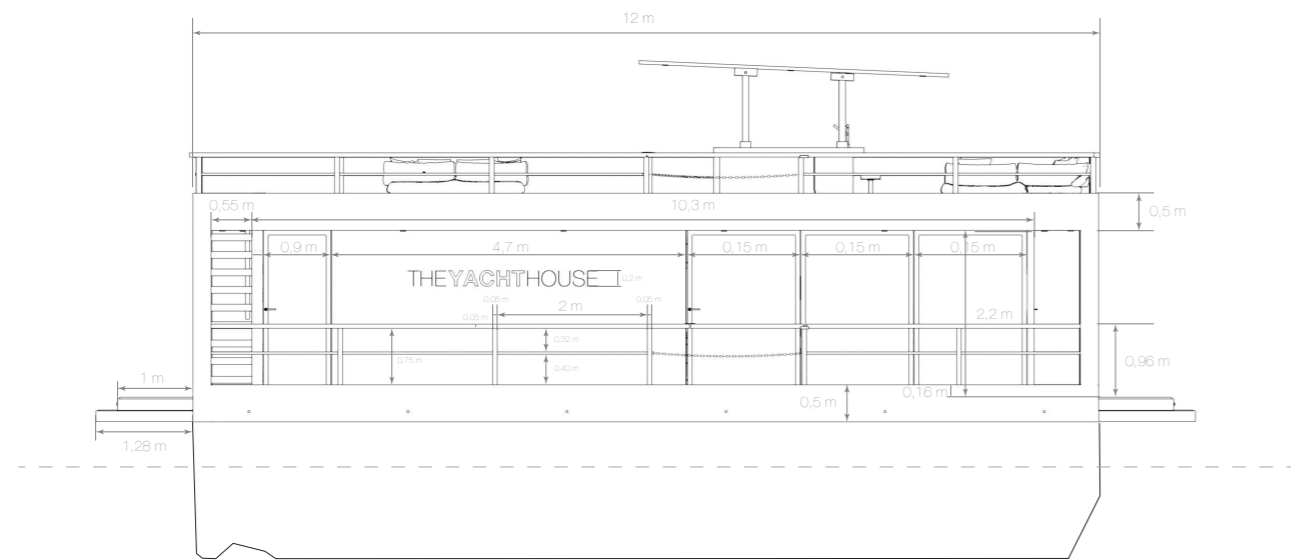 12 m
0,55 m
10,3 m
0,5 m
0,9 m
4,7 m
0,15 m
0,15 m
0,15 m
THEYACHTHOUSE
0.2 m
0,05 m
0,05 m
2 m
0,05 m
2,2 m
0,32 m
0,75 m
0,40 m
0,96 m
1 m
0,16 m
0,5 m
1,28 m